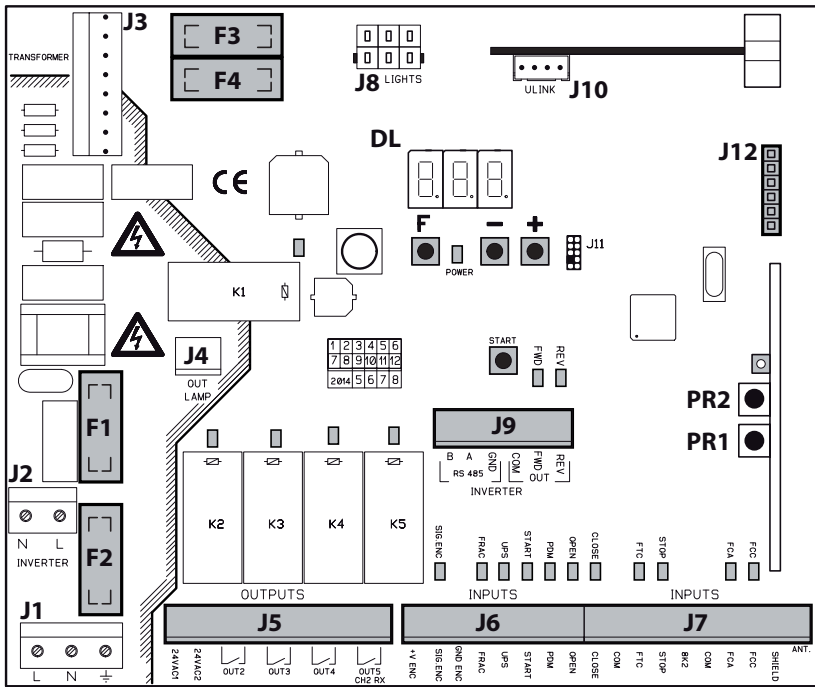 J3
TRANSFORMER
F3
F4
J8 LIGHTS
ULINK J10
DL
J12
CE
F - +
POWER
J11
K1
J4
OUT
LAMP
1 2 3 4 5 6
7 8 9 10 11 12
2014 5 6 7 8
START
FWD
REV
PR2
PR1
F1
J9
B A GND COM FWD REV
RS 485 OUT
INVERTER
J2
N L
INVERTER
F2
K2 K3 K4 K5
SIG.ENC FRAC UPS START PDM OPEN CLOSE FTC STOP FCA FCC
OUTPUTS INPUTS INPUTS
J1
J5 J6 J7
L N
24VAC1 24VAC2 OUT2 OUT3 OUT4 OUT5
CH2 RX
+V ENC SIG.ENC GND ENC FRAC UPS START PDM OPEN CLOSE COM FTC STOP 8K2 COM FCA FCC SHIELD ANT.